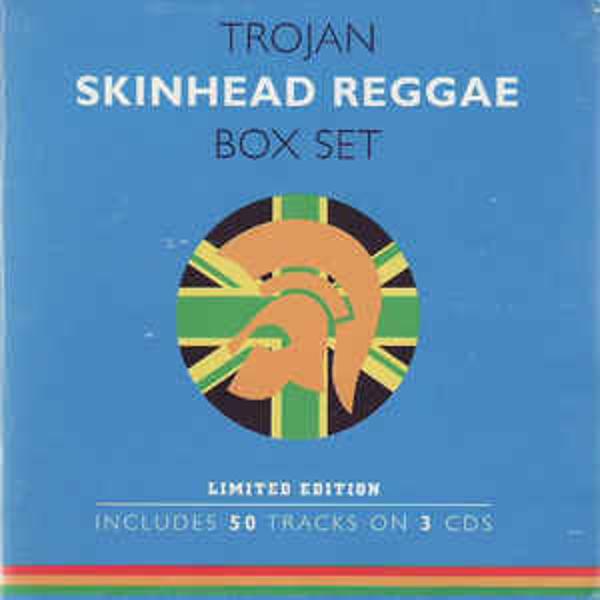 TROJAN
SKINHEAD REGGAE
BOX SET
LIMITED EDITION
INCLUDES 50 TRACKS ON 3 CDS